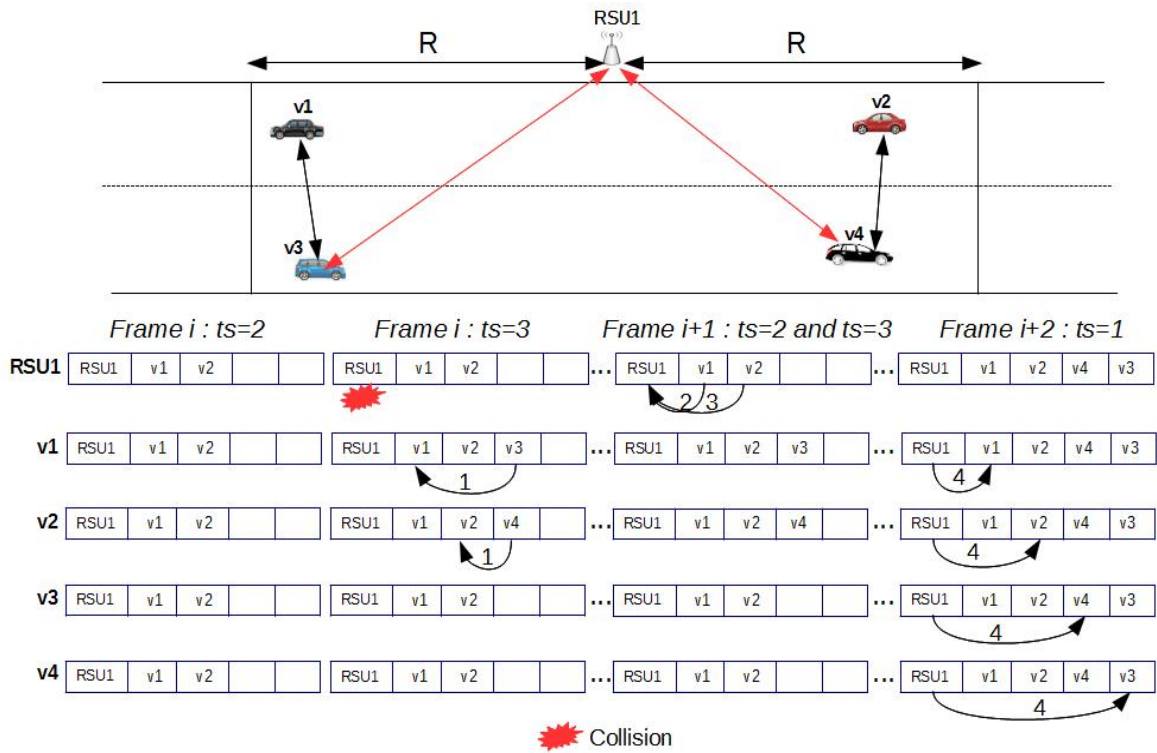 RSU1
R R
v1 v2
v3 v4
Frame i : ts=2 Frame i : ts=3 Frame i+1 : ts=2 and ts=3 Frame i+2 : ts=1
RSU1 RSU1 v1 v2 RSU1 v1 v2 ... RSU1 v1 v2 ... RSU1 v1 v2 v4 v3
2 3
v1 RSU1 v1 v2 RSU1 v1 v2 v3 ... RSU1 v1 v2 v3 ... RSU1 v1 v2 v4 v3
1 4
v2 RSU1 v1 v2 RSU1 v1 v2 v4 ... RSU1 v1 v2 v4 ... RSU1 v1 v2 v4 v3
1 4
v3 RSU1 v1 v2 RSU1 v1 v2 ... RSU1 v1 v2 ... RSU1 v1 v2 v4 v3
4
v4 RSU1 v1 v2 RSU1 v1 v2 ... RSU1 v1 v2 ... RSU1 v1 v2 v4 v3
4
Collision